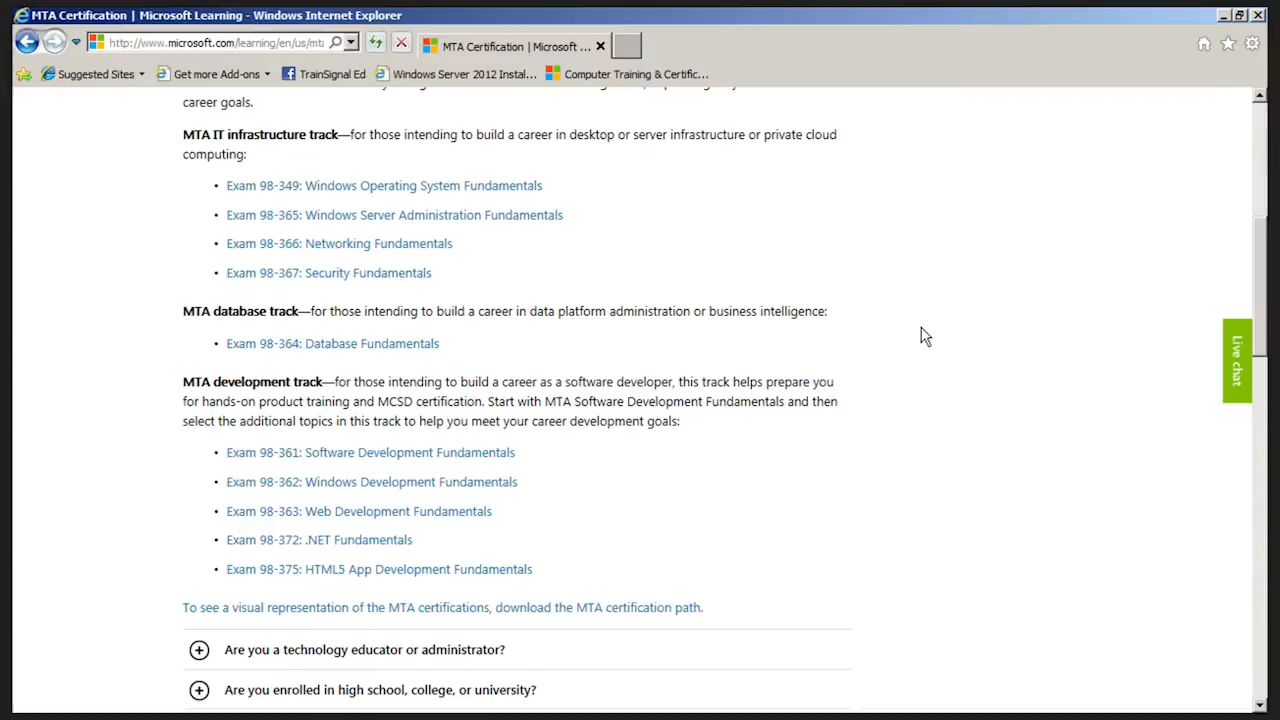 MTA Certification | Microsoft Learning - Windows Internet Explorer
http://www.microsoft.com/learning/en/us/mta
MTA Certification | Microsoft ...
Suggested Sites
Get more Add-ons
TrainSignal Ed
Windows Server 2012 Instal...
Computer Training & Certific...
career goals.
MTA IT infrastructure track—for those intending to build a career in desktop or server infrastructure or private cloud
computing:
• Exam 98-349: Windows Operating System Fundamentals
• Exam 98-365: Windows Server Administration Fundamentals
• Exam 98-366: Networking Fundamentals
• Exam 98-367: Security Fundamentals
MTA database track—for those intending to build a career in data platform administration or business intelligence:
• Exam 98-364: Database Fundamentals
MTA development track—for those intending to build a career as a software developer, this track helps prepare you
for hands-on product training and MCSD certification. Start with MTA Software Development Fundamentals and then
select the additional topics in this track to help you meet your career development goals:
• Exam 98-361: Software Development Fundamentals
• Exam 98-362: Windows Development Fundamentals
• Exam 98-363: Web Development Fundamentals
• Exam 98-372: .NET Fundamentals
• Exam 98-375: HTML5 App Development Fundamentals
To see a visual representation of the MTA certifications, download the MTA certification path.
Are you a technology educator or administrator?
Are you enrolled in high school, college, or university?
Live chat